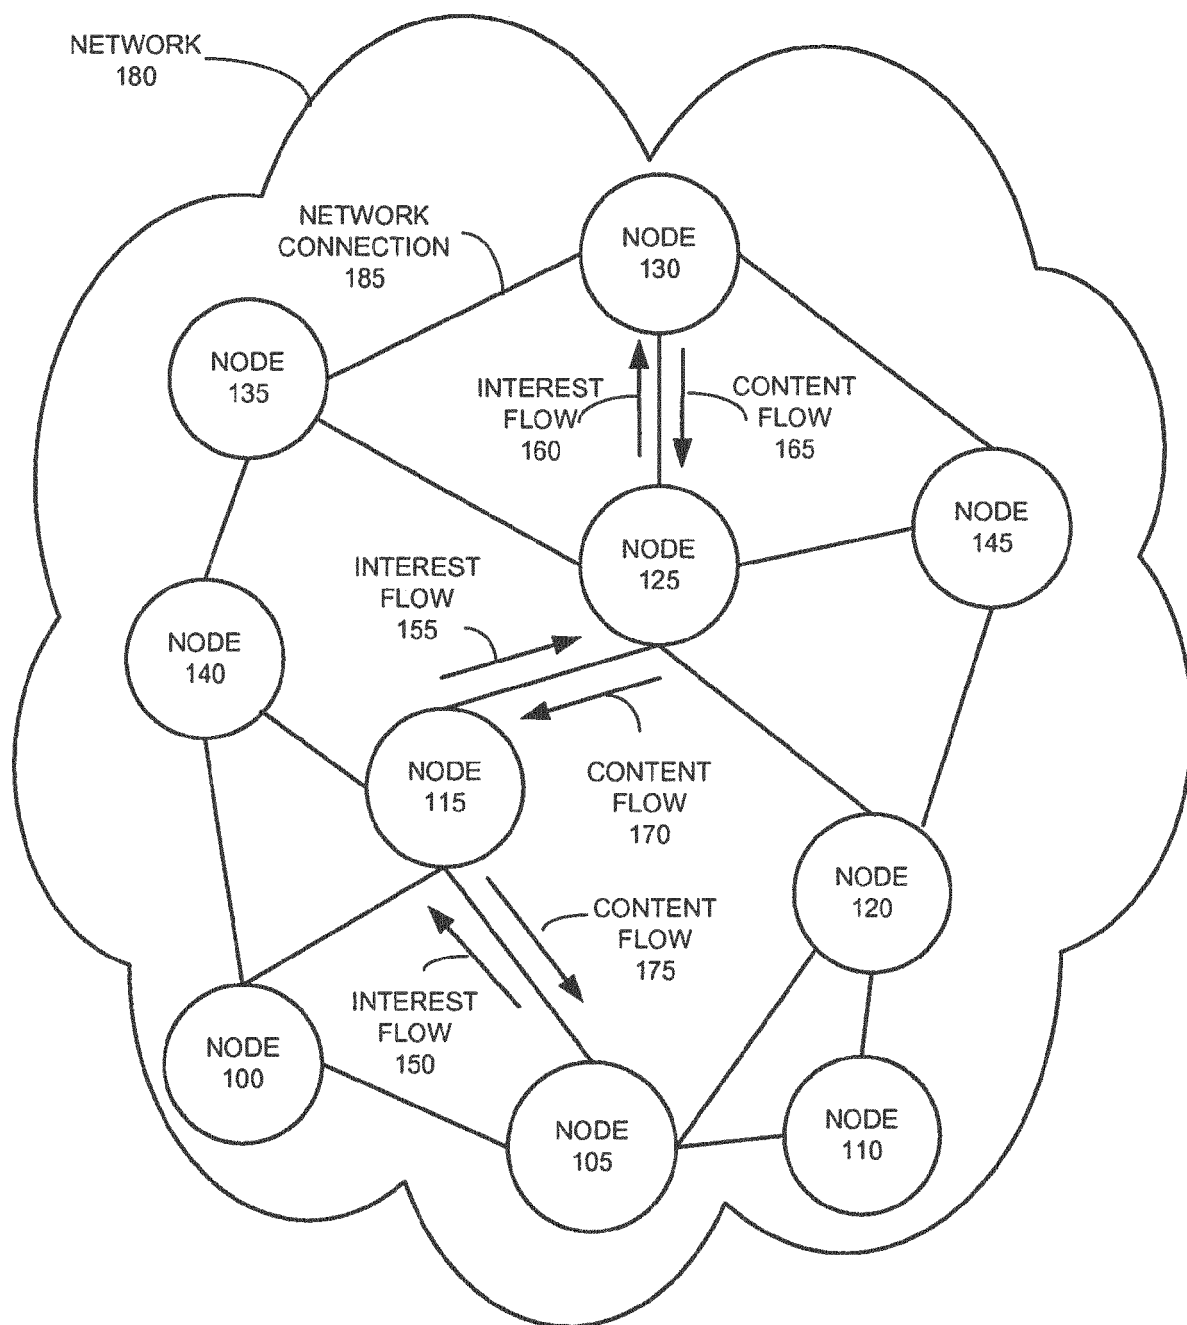 NETWORK
180
NETWORK
CONNECTION
185
NODE
130
NODE
135
INTEREST
FLOW
160
CONTENT
FLOW
165
NODE
145
NODE
125
INTEREST
FLOW
155
NODE
140
NODE
115
CONTENT
FLOW
170
NODE
120
CONTENT
FLOW
175
INTEREST
FLOW
150
NODE
100
NODE
105
NODE
110